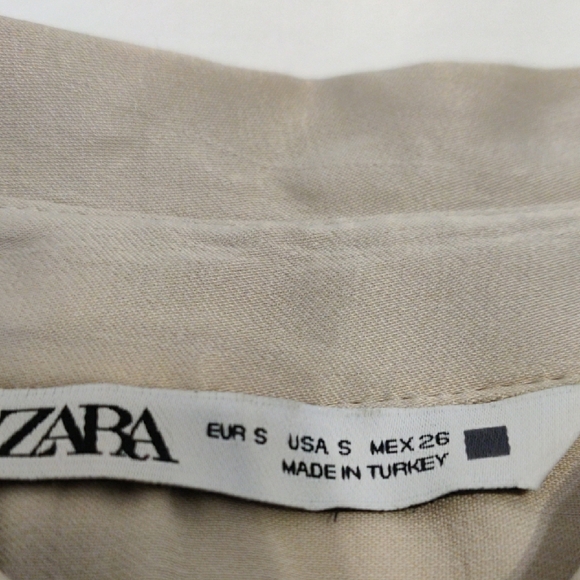 ZARA EUR S USA S MEX 26
MADE IN TURKEY